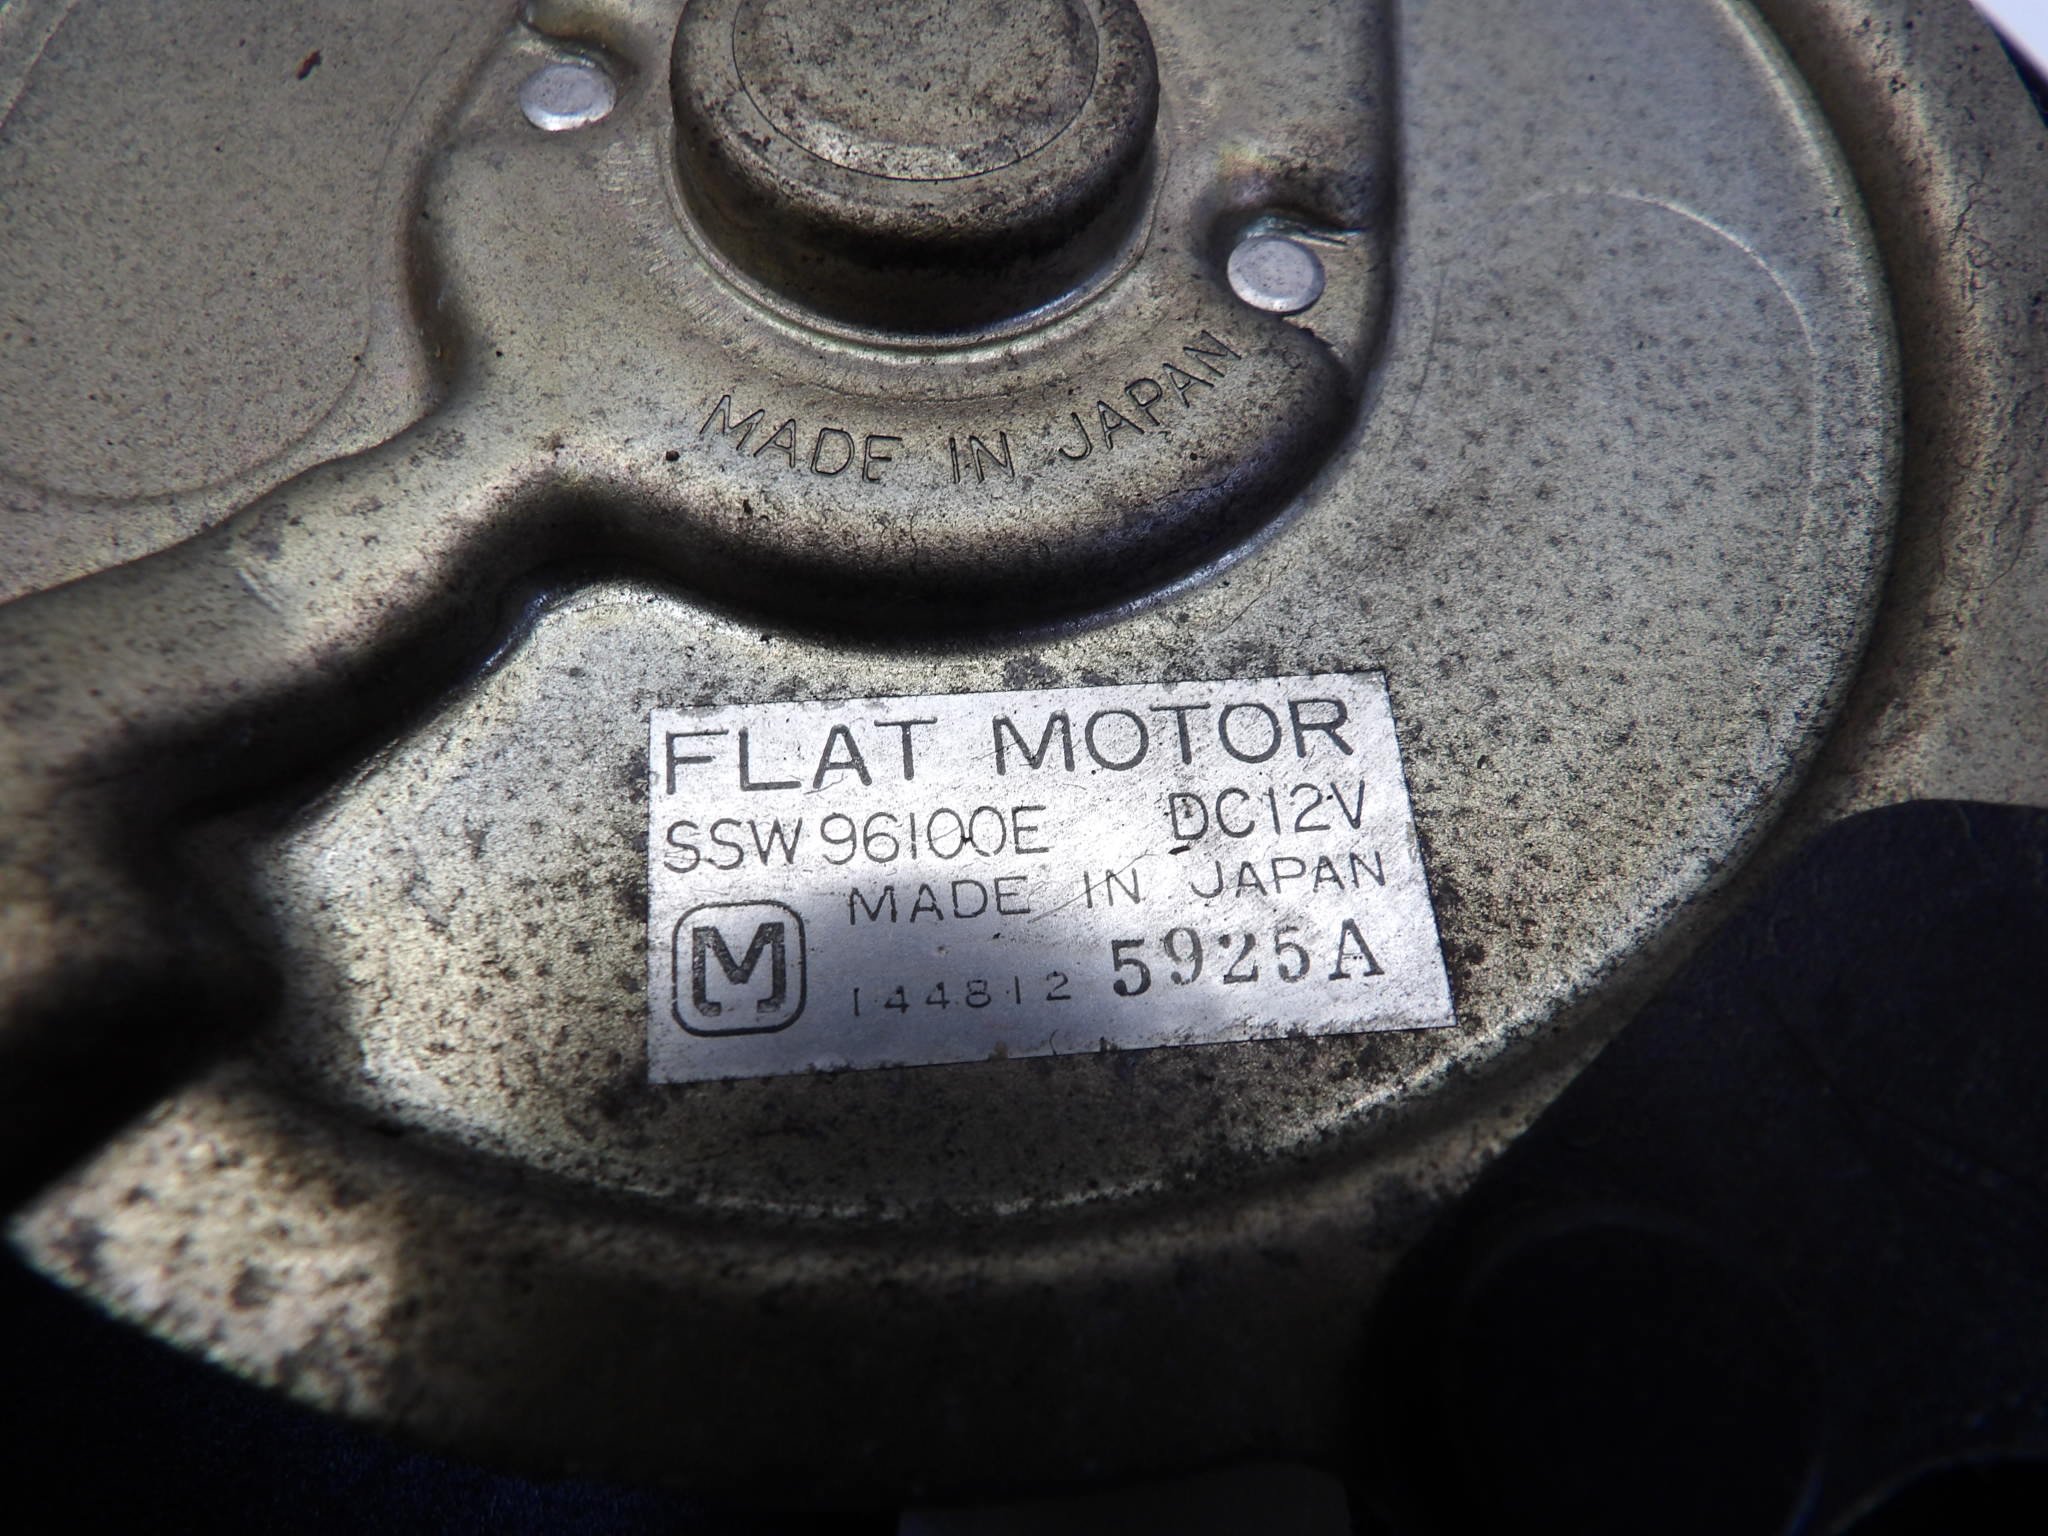 MADE IN JAPAN
FLAT MOTOR
SSW96100E DC12V
MADE IN JAPAN
M 144812 5925A